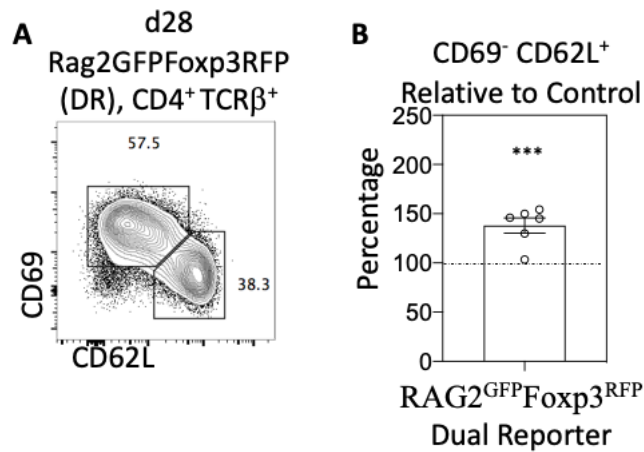 A
d28
Rag2GFPFoxp3RFP
(DR), CD4⁺ TCRβ⁺
57.5
38.3
CD69
CD62L
B
CD69⁻ CD62L⁺
Relative to Control
250
200
150
100
50
0
***
Percentage
RAG2ᴳᶠᴾFoxp3ᴿᶠᴾ
Dual Reporter